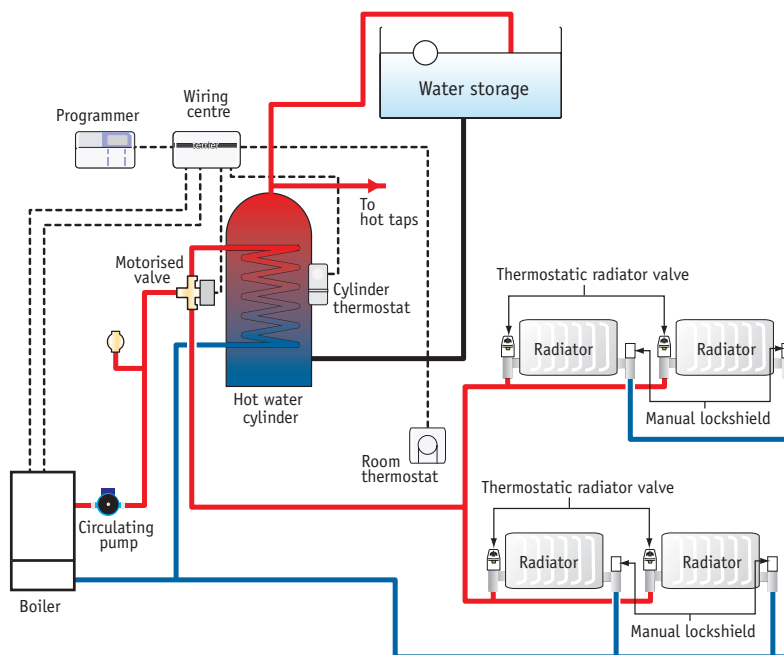 Water storage
Programmer
Wiring
centre
terrier
To
hot taps
Motorised
valve
Cylinder
thermostat
Thermostatic radiator valve
Radiator
Radiator
Manual lockshield
Hot water
cylinder
Room
thermostat
Thermostatic radiator valve
Circulating
pump
Radiator
Radiator
Boiler
Manual lockshield